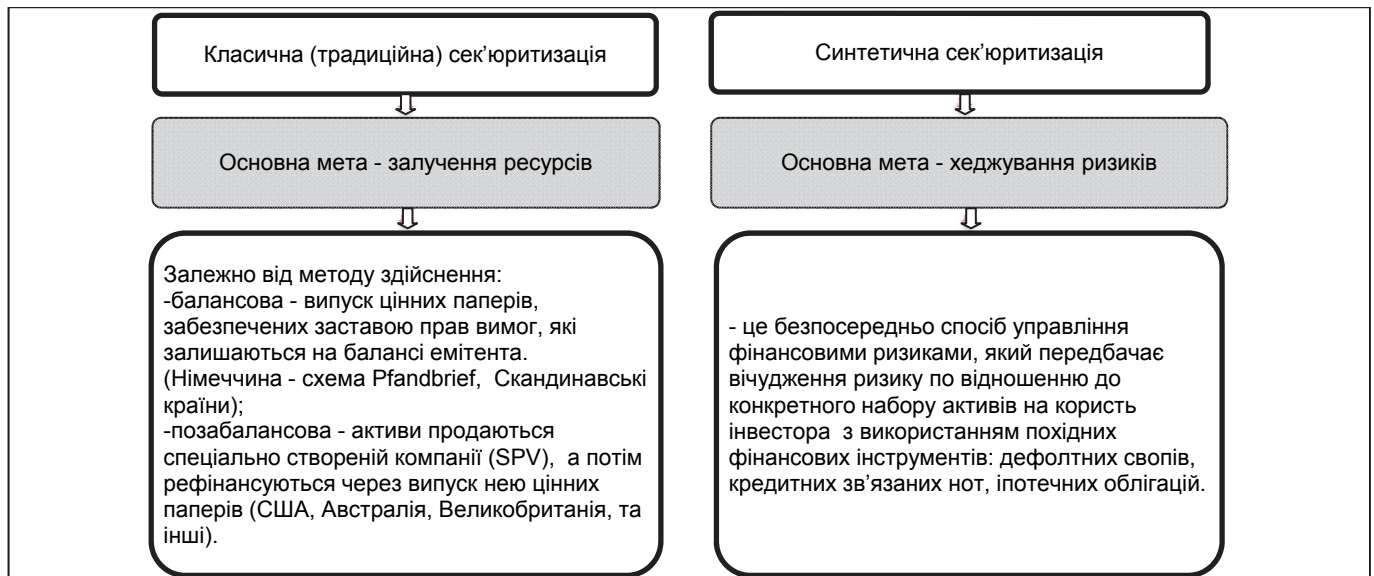 Класична (традиційна) сек’юритизація
Основна мета - залучення ресурсів
Залежно від методу здійснення:
-балансова - випуск цінних паперів,
забезпечених заставою прав вимог, які
залишаються на балансі емітента.
(Німеччина - схема Pfandbrief, Скандинавські
країни);
-позабалансова - активи продаються
спеціально створеній компанії (SPV), а потім
рефінансуються через випуск нею цінних
паперів (США, Австралія, Великобританія, та
інші).
Синтетична сек’юритизація
Основна мета - хеджування ризиків
- це безпосередньо спосіб управління
фінансовими ризиками, який передбачає
вічудження ризику по відношенню до
конкретного набору активів на користь
інвестора з використанням похідних
фінансових інструментів: дефолтних свопів,
кредитних зв’язаних нот, іпотечних облігацій.